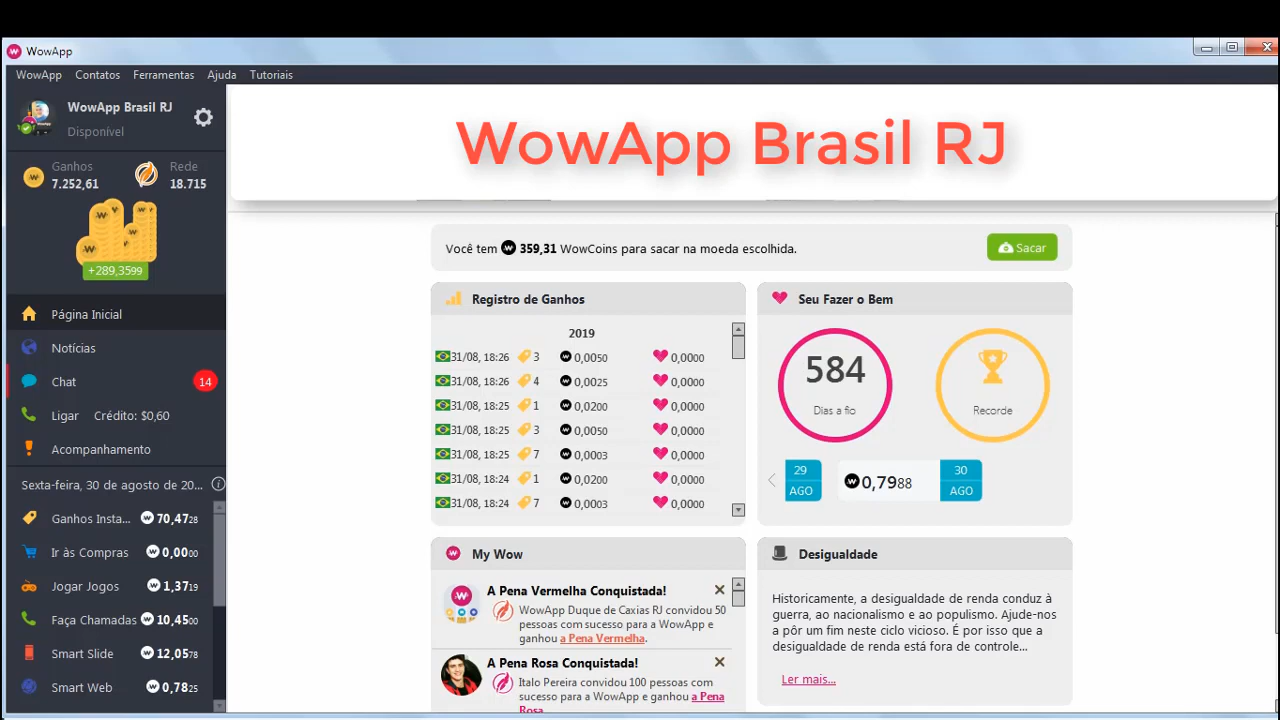 WowApp
WowApp Contatos Ferramentas Ajuda Tutoriais
WowApp Brasil RJ
Disponível
Ganhos
7.252,61
Rede
18.715
+289,3599
Página Inicial
Notícias
Chat 14
Ligar Crédito: $0,60
Acompanhamento
Sexta-feira, 30 de agosto de 20...
Ganhos Insta... 70,4728
Ir às Compras 0,0000
Jogar Jogos 1,3719
Faça Chamadas 10,4500
Smart Slide 12,0578
Smart Web 0,7825
WowApp Brasil RJ
Você tem 359,31 WowCoins para sacar na moeda escolhida.
Sacar
Registro de Ganhos
2019
31/08, 18:26 3 0,0050 0,0000
31/08, 18:26 4 0,0025 0,0000
31/08, 18:25 1 0,0200 0,0000
31/08, 18:25 3 0,0050 0,0000
31/08, 18:25 7 0,0003 0,0000
31/08, 18:24 1 0,0200 0,0000
31/08, 18:24 7 0,0003 0,0000
Seu Fazer o Bem
584
Dias a fio
Recorde
29
AGO
0,7988
30
AGO
My Wow
A Pena Vermelha Conquistada!
WowApp Duque de Caxias RJ convidou 50
pessoas com sucesso para a WowApp e
ganhou a Pena Vermelha.
A Pena Rosa Conquistada!
Italo Pereira convidou 100 pessoas com
sucesso para a WowApp e ganhou a Pena
Rosa.
Desigualdade
Historicamente, a desigualdade de renda conduz à
guerra, ao nacionalismo e ao populismo. Ajude-nos
a pôr um fim neste ciclo vicioso. É por isso que a
desigualdade de renda está fora de controle...
Ler mais...